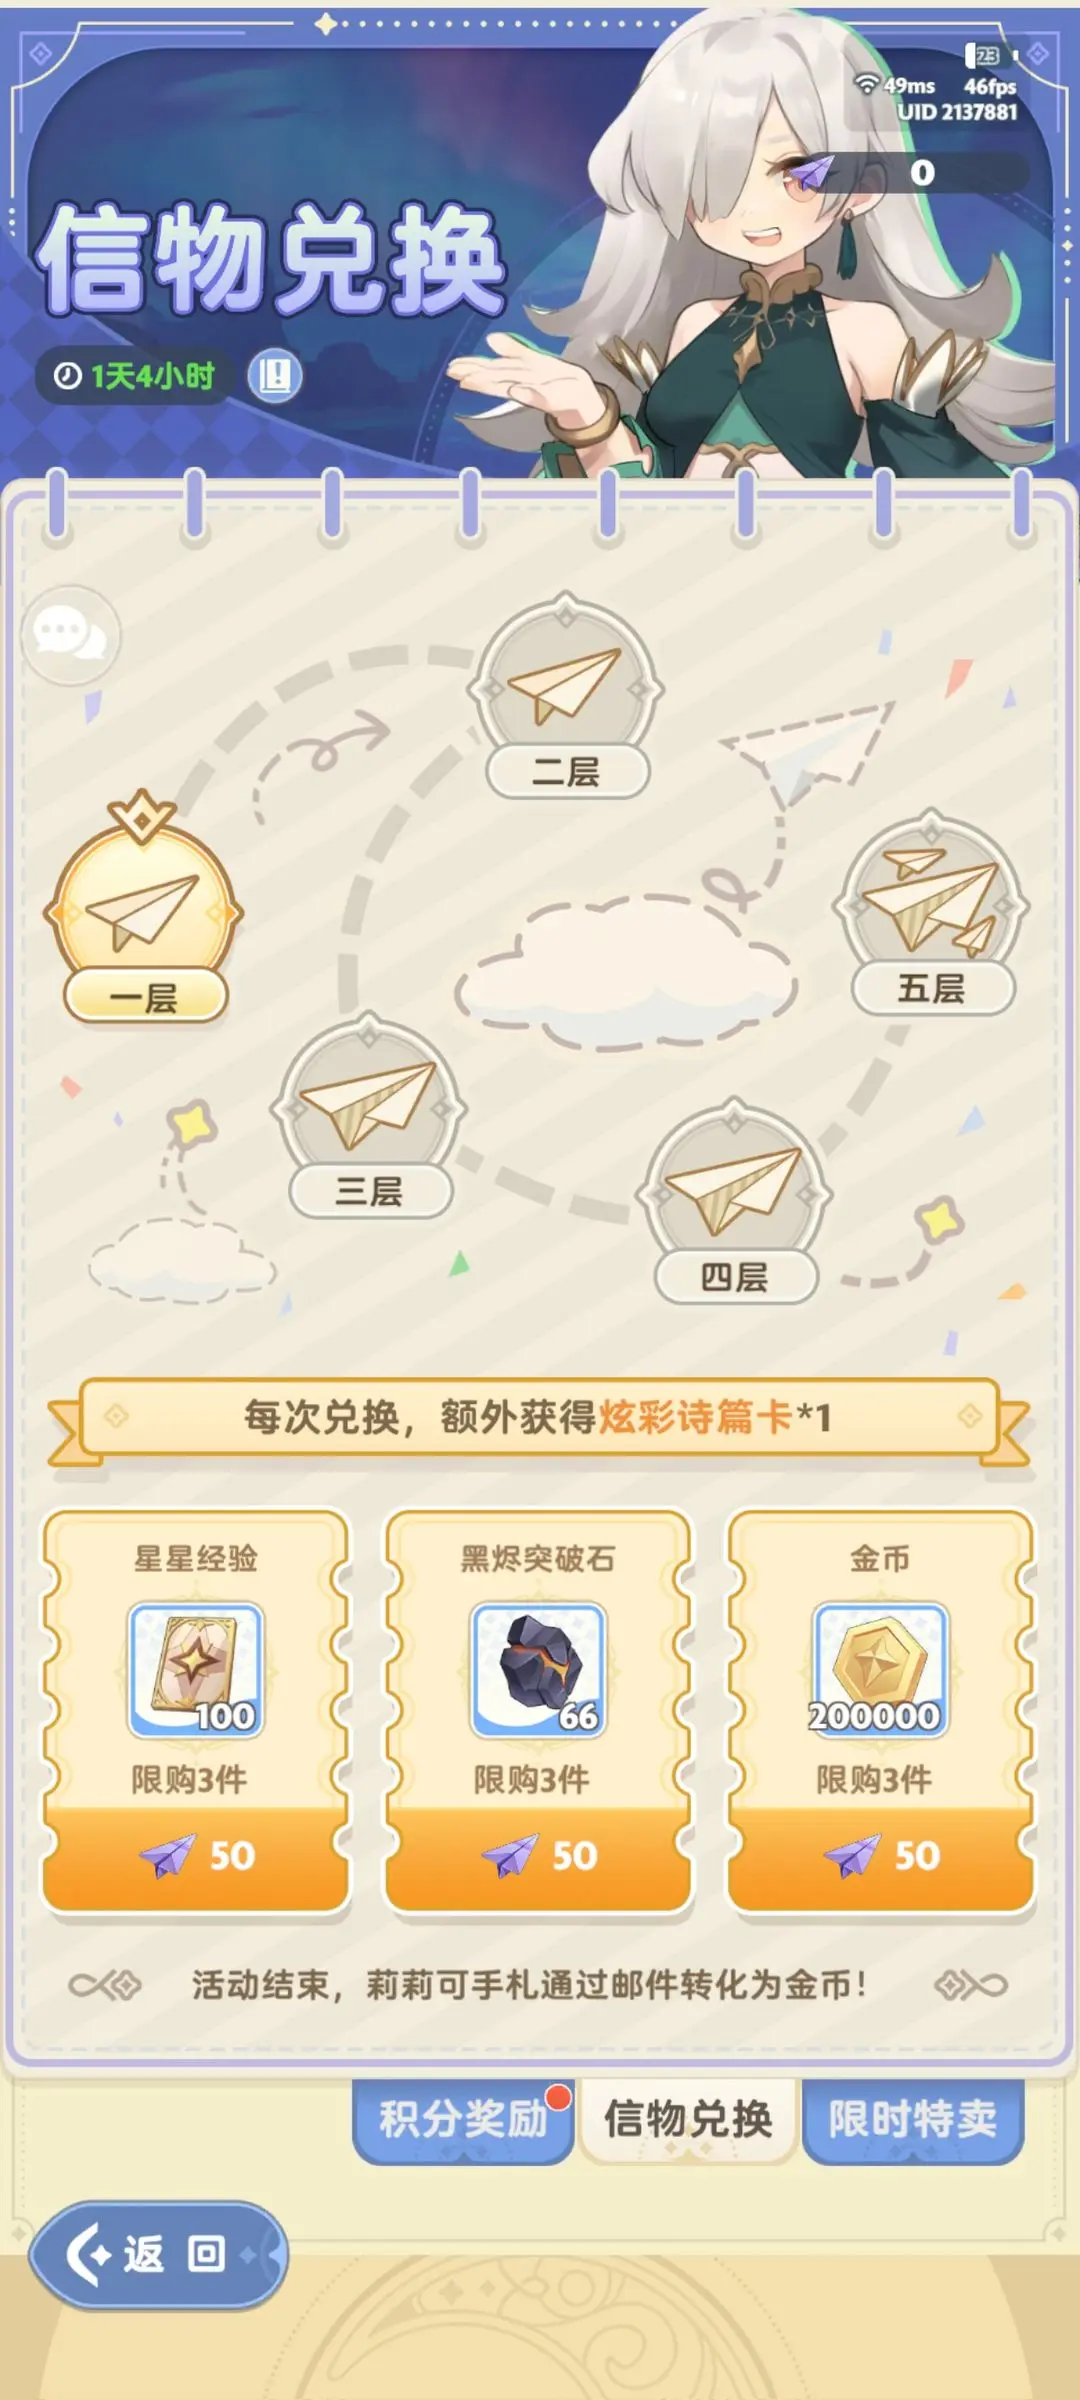 23
49ms 46fps
UID 2137881
0
信物兑换
1天4小时
二层
一层
五层
三层
四层
每次兑换，额外获得炫彩诗篇卡*1
星星经验
100
限购3件
50
黑烬突破石
66
限购3件
50
金币
200000
限购3件
50
活动结束，莉莉可手札通过邮件转化为金币！
积分奖励
信物兑换
限时特卖
返回